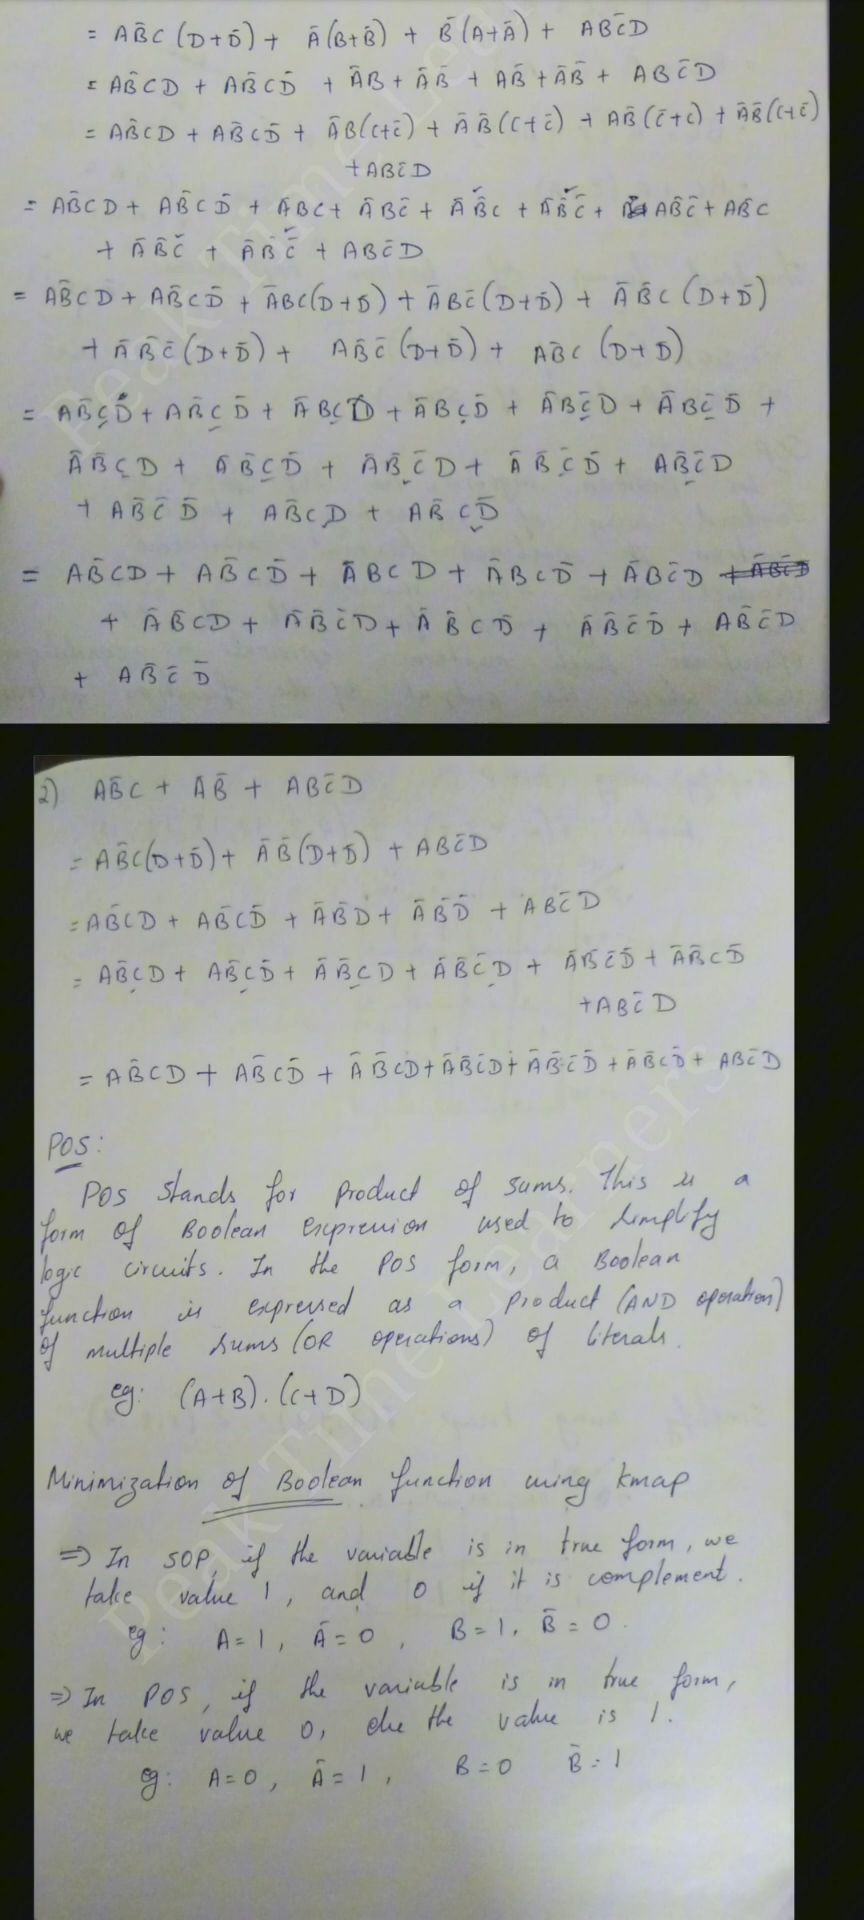 = AB̄C (D+D̄) + Ā(B+B̄) + B̄(A+Ā) + ABC̄D
= AB̄CD + AB̄CD̄ + ĀB + ĀB̄ + AB̄ + ĀB̄ + ABC̄D
= AB̄CD + AB̄CD̄ + ĀB(C+C̄) + ĀB̄(C+C̄) + AB̄(C̄+C) + ĀB̄(C+C̄)
+ABC̄D
= AB̄CD + AB̄CD̄ + ĀBC + ĀBC̄ + ĀB̄C + ĀB̄C̄ + AB̄C̄ + AB̄C
+ ĀB̄C + ĀB̄C̄ + ABC̄D
= AB̄CD + AB̄CD̄ + ĀBC(D+D̄) + ĀBC̄(D+D̄) + ĀB̄C (D+D̄)
+ ĀB̄C̄(D+D̄) + AB̄C̄ (D+D̄) + AB̄C (D+D̄)
= AB̄CD + AB̄CD̄ + ĀBCD + ĀBCD̄ + ĀBC̄D + ĀBC̄D̄ +
ĀB̄CD + ĀB̄CD̄ + ĀB̄C̄D + ĀB̄C̄D̄ + AB̄C̄D
+ AB̄C̄D̄ + AB̄CD + AB̄CD̄
= AB̄CD + AB̄CD̄ + ĀBCD + ĀBCD̄ + ĀBC̄D
+ ĀB̄CD + ĀB̄C̄D + ĀB̄CD̄ + ĀB̄C̄D̄ + AB̄C̄D
+ AB̄C̄D̄
2) AB̄C + ĀB̄ + ABC̄D
= AB̄C(D+D̄) + ĀB̄(D+D̄) + ABC̄D
= AB̄CD + AB̄CD̄ + ĀB̄D + ĀB̄D̄ + ABC̄D
= AB̄CD + AB̄CD̄ + ĀB̄CD + ĀB̄C̄D + ĀB̄C̄D̄ + ĀB̄CD̄
+ABC̄D
= AB̄CD + AB̄CD̄ + ĀB̄CD + ĀB̄C̄D + ĀB̄C̄D̄ + ĀB̄CD̄ + ABC̄D
POS:
POS stands for Product of sums. This is a
form of Boolean Expression used to simplify
logic circuits. In the POS form, a Boolean
function is expressed as a product (AND operation)
of multiple sums (OR operations) of literals.
eg: (A+B).(C+D)
Minimization of Boolean function using kmap
⇒ In SOP, if the variable is in true form, we
take value 1, and 0 if it is complement.
eg: A=1, Ā=0, B=1, B̄=0.
⇒ In POS, if the variable is in true form,
we take value 0, else the value is 1.
eg: A=0, Ā=1, B=0 B̄=1
Peak Time Learners